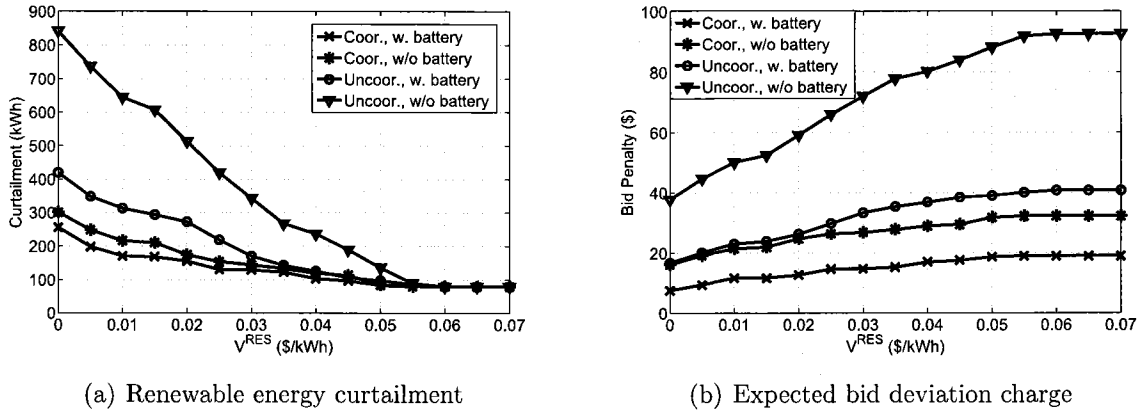 900
800
700
600
500
400
300
200
100
0
Curtailment (kWh)
Coor., w. battery
Coor., w/o battery
Uncoor., w. battery
Uncoor., w/o battery
0 0.01 0.02 0.03 0.04 0.05 0.06 0.07
V^RES ($/kWh)
(a) Renewable energy curtailment
100
80
60
40
20
0
Bid Penalty ($)
Coor., w. battery
Coor., w/o battery
Uncoor., w. battery
Uncoor., w/o battery
0 0.01 0.02 0.03 0.04 0.05 0.06 0.07
V^RES ($/kWh)
(b) Expected bid deviation charge